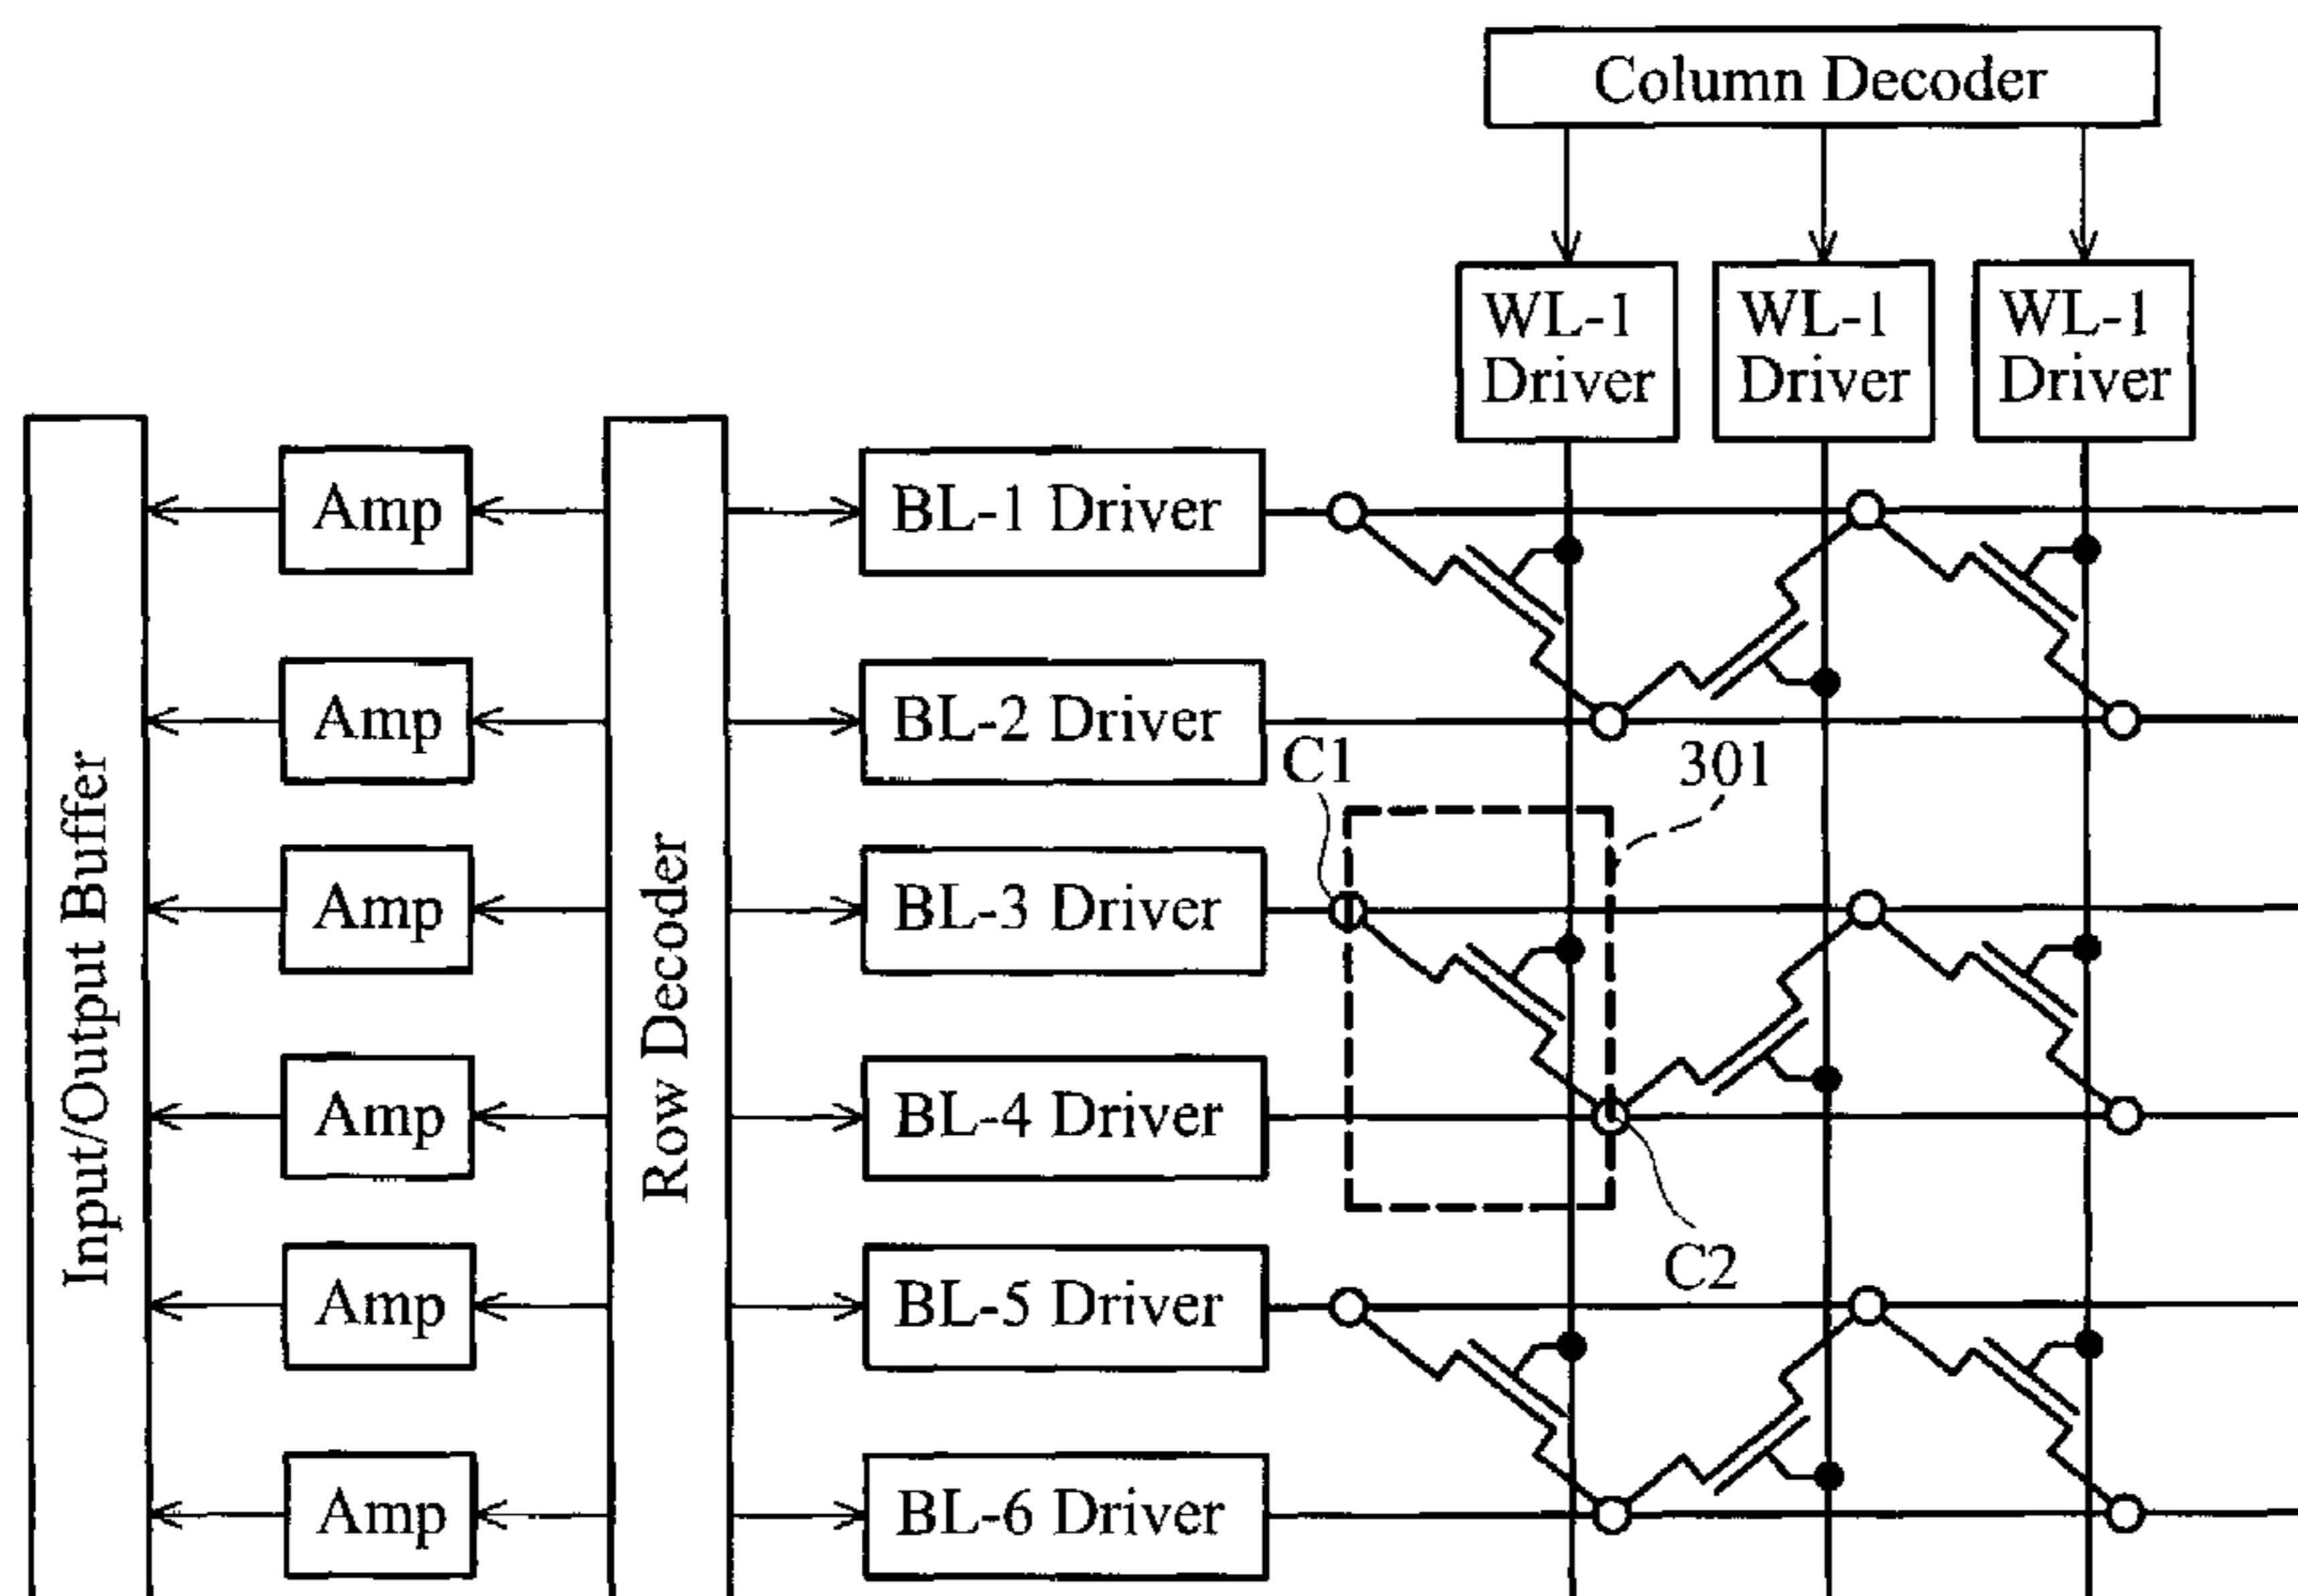 Column Decoder
WL-1
Driver
WL-1
Driver
WL-1
Driver
Input/Output Buffer
Row Decoder
Amp
BL-1 Driver
Amp
BL-2 Driver
C1
301
Amp
BL-3 Driver
Amp
BL-4 Driver
C2
Amp
BL-5 Driver
Amp
BL-6 Driver